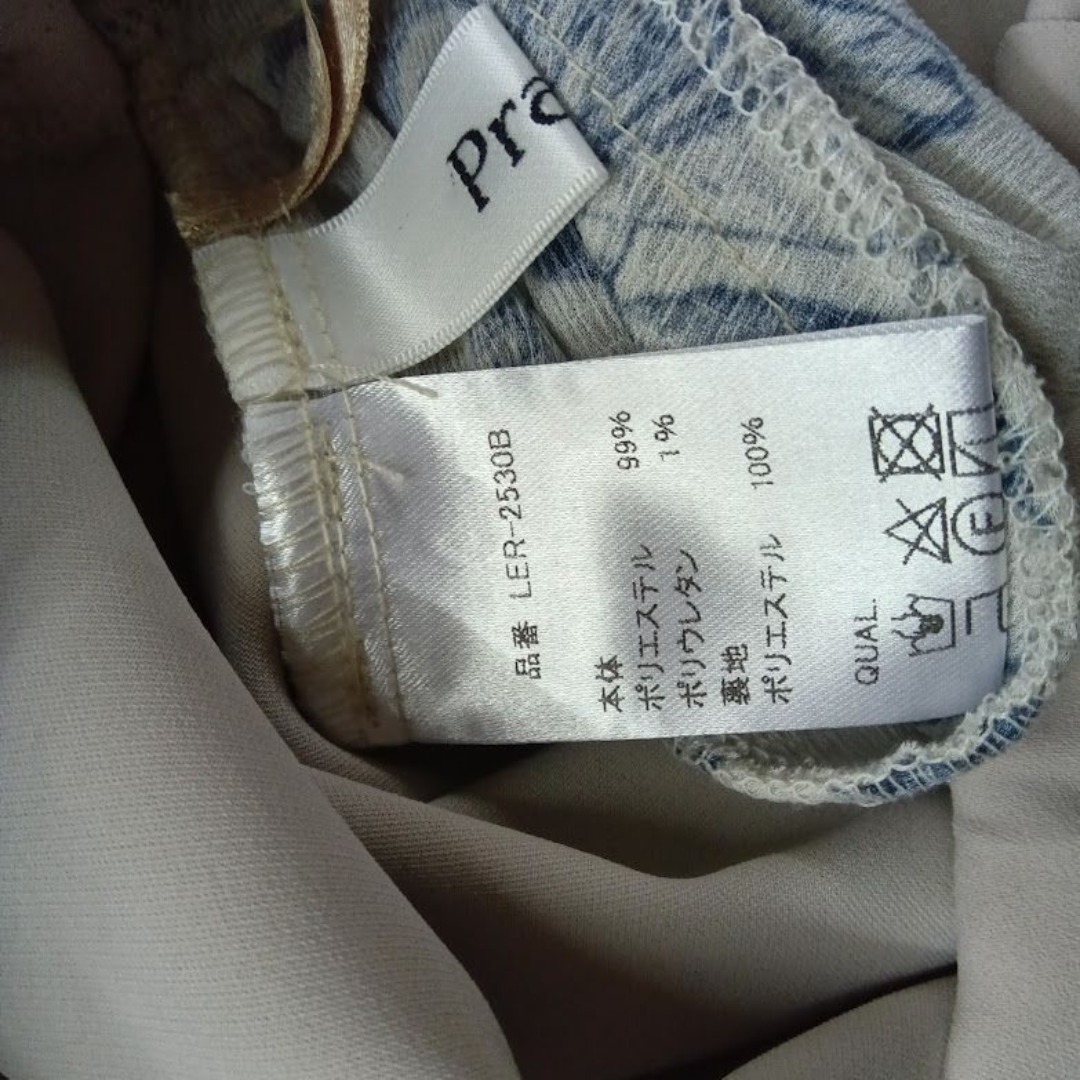 Pra
品番 LER-2530B
本体
ポリエステル 99%
ポリウレタン 1%
裏地
ポリエステル 100%
QUAL.
F